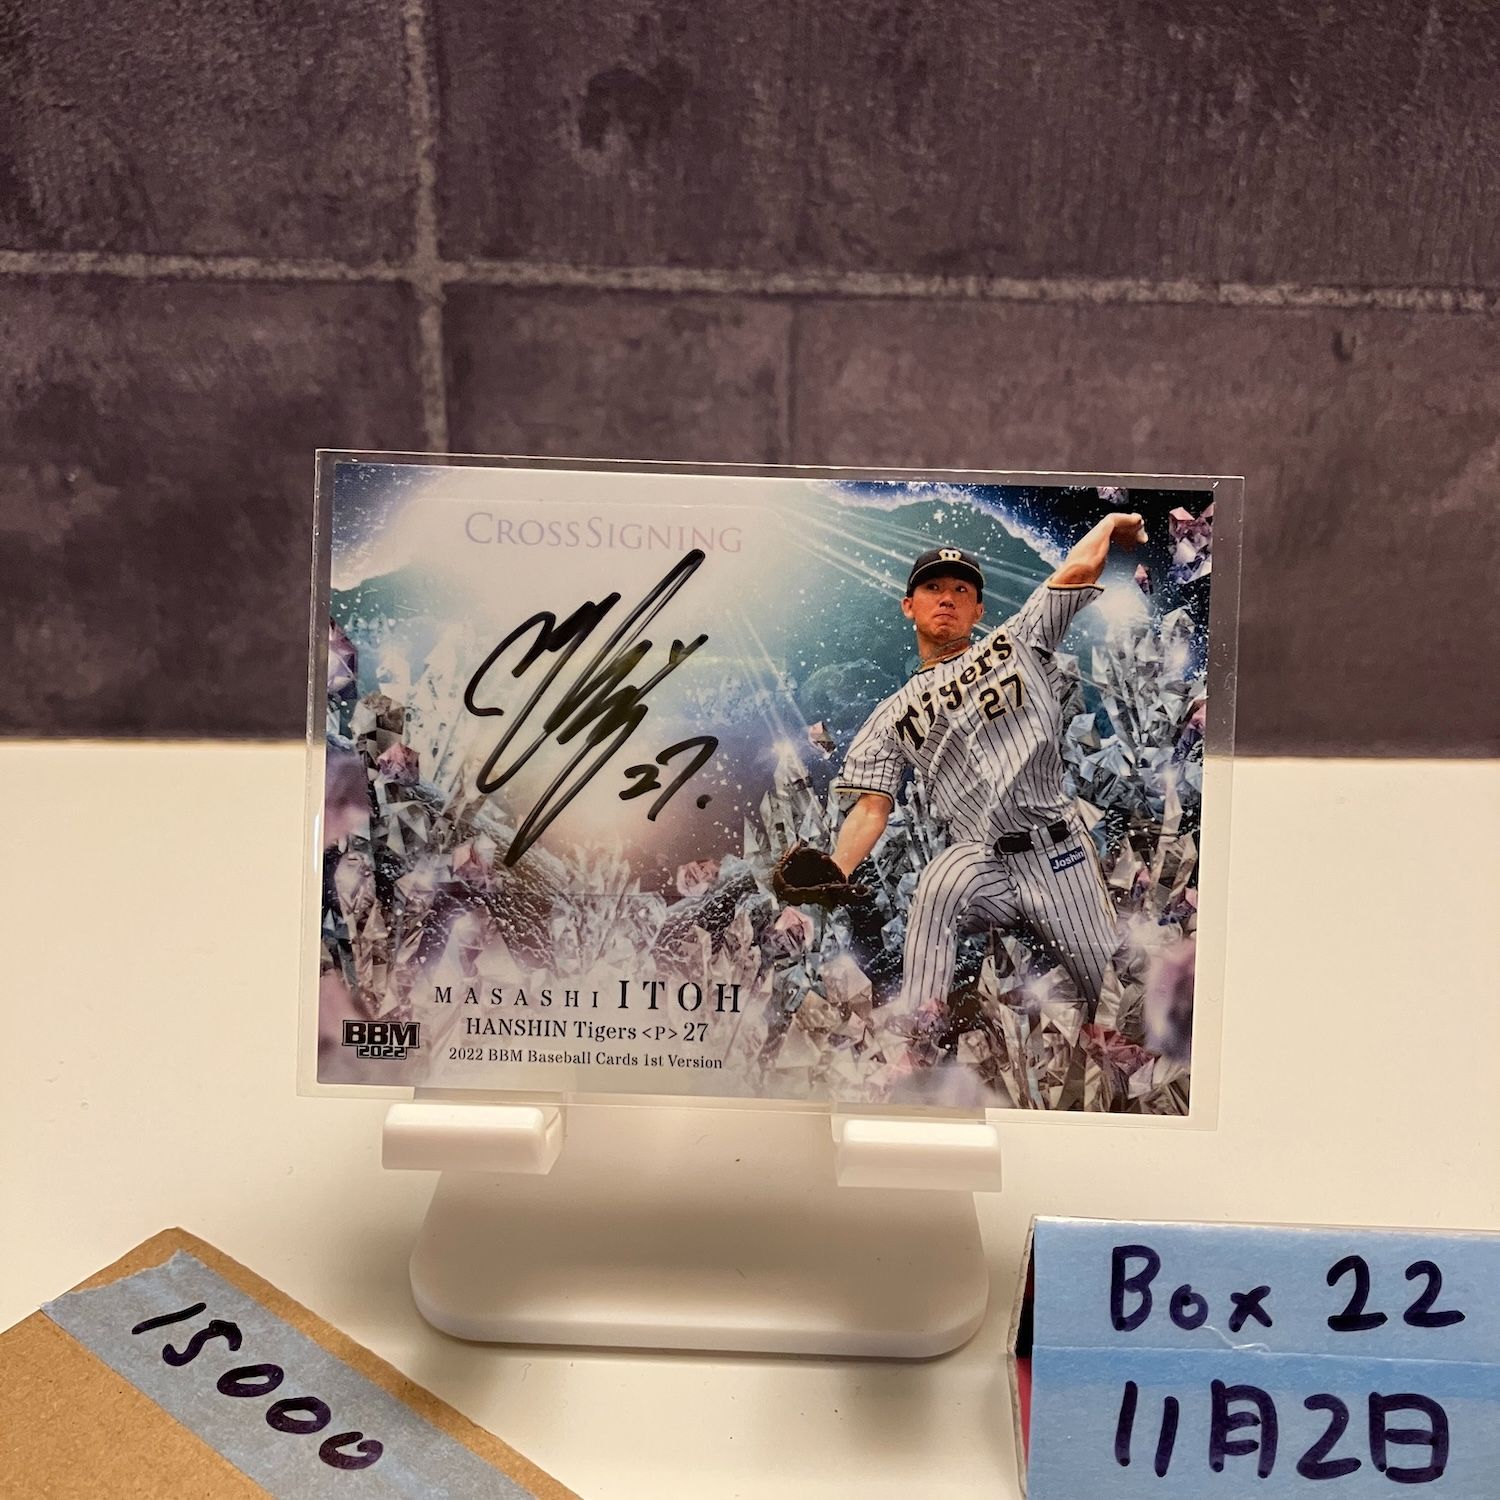 CROSSSIGNING
27.
Tigers
27
Joshin
MASASHI ITOH
HANSHIN Tigers <P> 27
2022 BBM Baseball Cards 1st Version
BBM
2022
15000
Box 22
11月2日